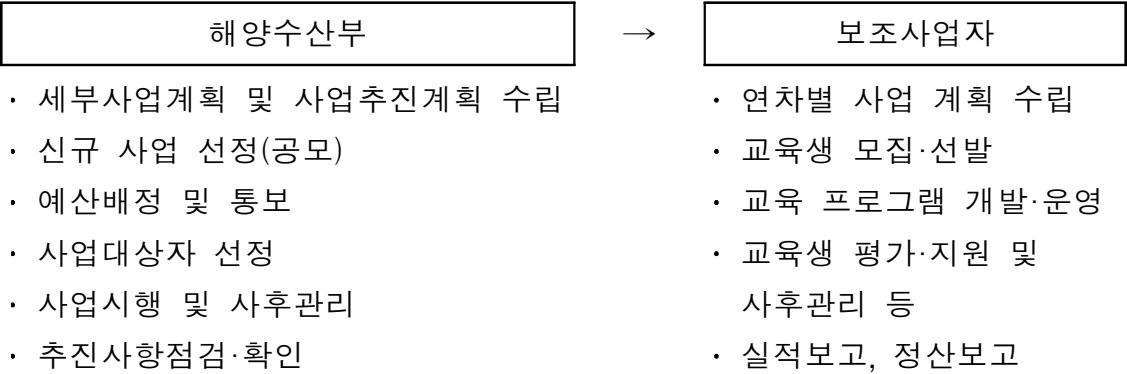 해양수산부 → 보조사업자
· 세부사업계획 및 사업추진계획 수립
· 신규 사업 선정(공모)
· 예산배정 및 통보
· 사업대상자 선정
· 사업시행 및 사후관리
· 추진사항점검·확인
· 연차별 사업 계획 수립
· 교육생 모집·선발
· 교육 프로그램 개발·운영
· 교육생 평가·지원 및
사후관리 등
· 실적보고, 정산보고